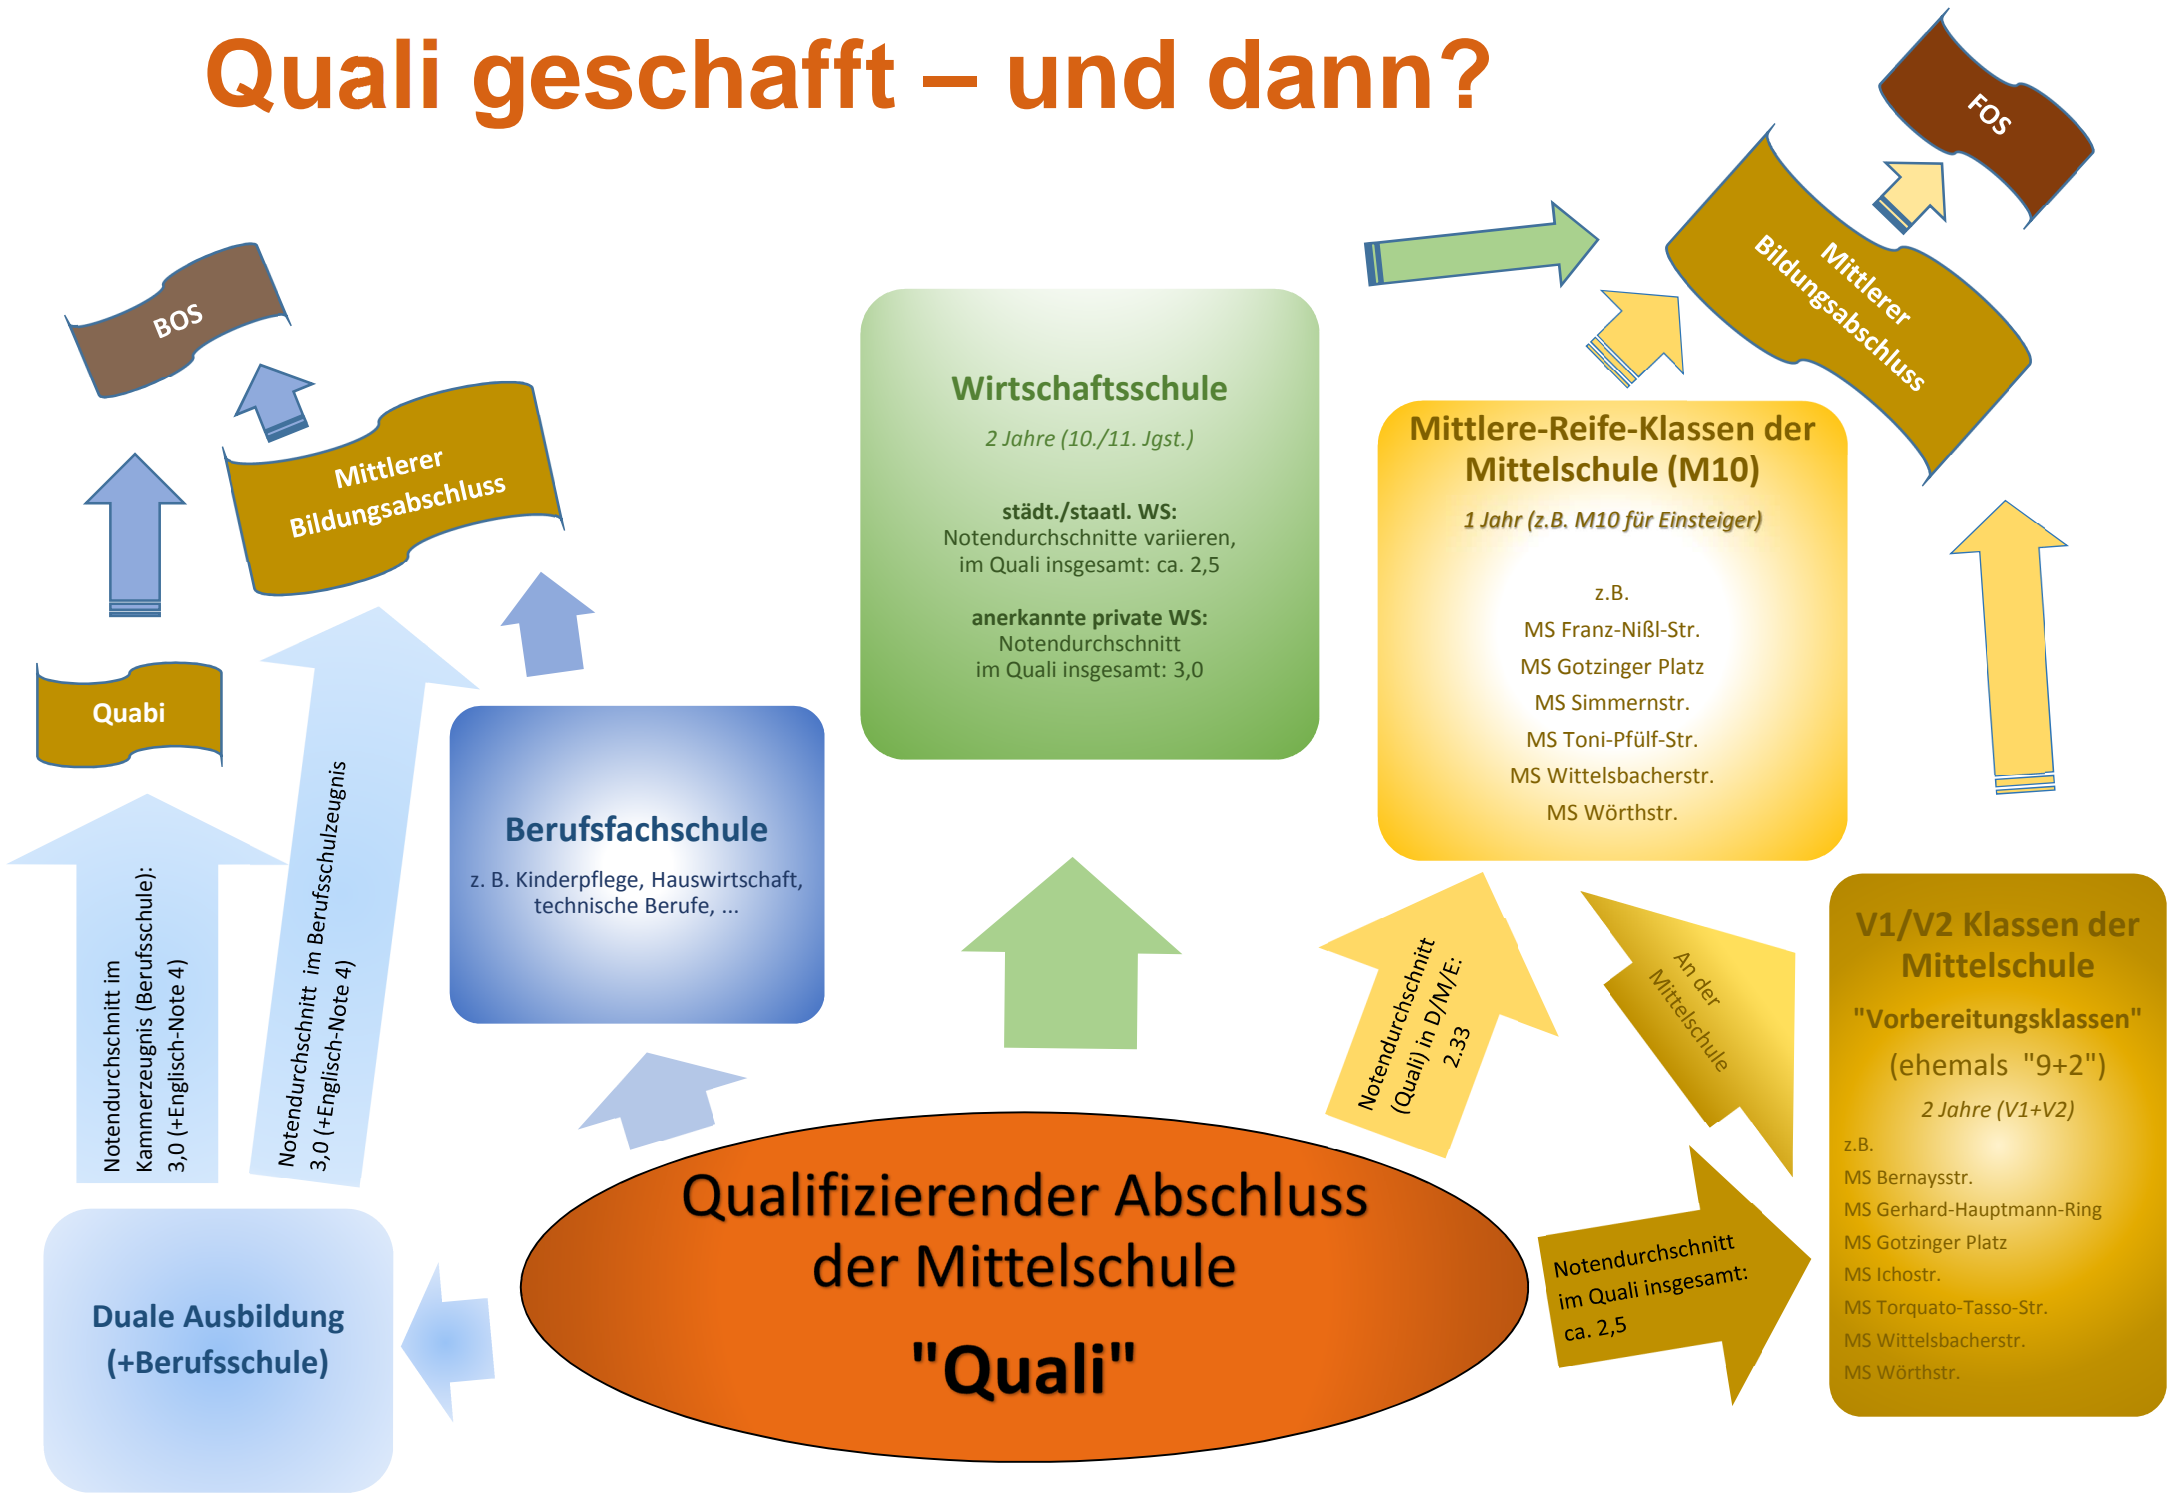 Quali geschafft – und dann?
FOS
Mittlerer
Bildungsabschluss
BOS
Mittlerer
Bildungsabschluss
Quabi
Wirtschaftsschule
2 Jahre (10./11. Jgst.)
städt./staatl. WS:
Notendurchschnitte variieren,
im Quali insgesamt: ca. 2,5
anerkannte private WS:
Notendurchschnitt
im Quali insgesamt: 3,0
Mittlere-Reife-Klassen der
Mittelschule (M10)
1 Jahr (z.B. M10 für Einsteiger)
z.B.
MS Franz-Nißl-Str.
MS Gotzinger Platz
MS Simmernstr.
MS Toni-Pfülf-Str.
MS Wittelsbacherstr.
MS Wörthstr.
Berufsfachschule
z. B. Kinderpflege, Hauswirtschaft,
technische Berufe, ...
Notendurchschnitt im
Kammerzeugnis (Berufsschule):
3,0 (+Englisch-Note 4)
Notendurchschnitt im Berufsschulzeugnis
3,0 (+Englisch-Note 4)
Notendurchschnitt
(Quali) in D/M/E:
2.33
An der
Mittelschule
V1/V2 Klassen der
Mittelschule
"Vorbereitungsklassen"
(ehemals "9+2")
2 Jahre (V1+V2)
z.B.
MS Bernaysstr.
MS Gerhard-Hauptmann-Ring
MS Gotzinger Platz
MS Ichostr.
MS Torquato-Tasso-Str.
MS Wittelsbacherstr.
MS Wörthstr.
Notendurchschnitt
im Quali insgesamt:
ca. 2,5
Qualifizierender Abschluss
der Mittelschule
"Quali"
Duale Ausbildung
(+Berufsschule)